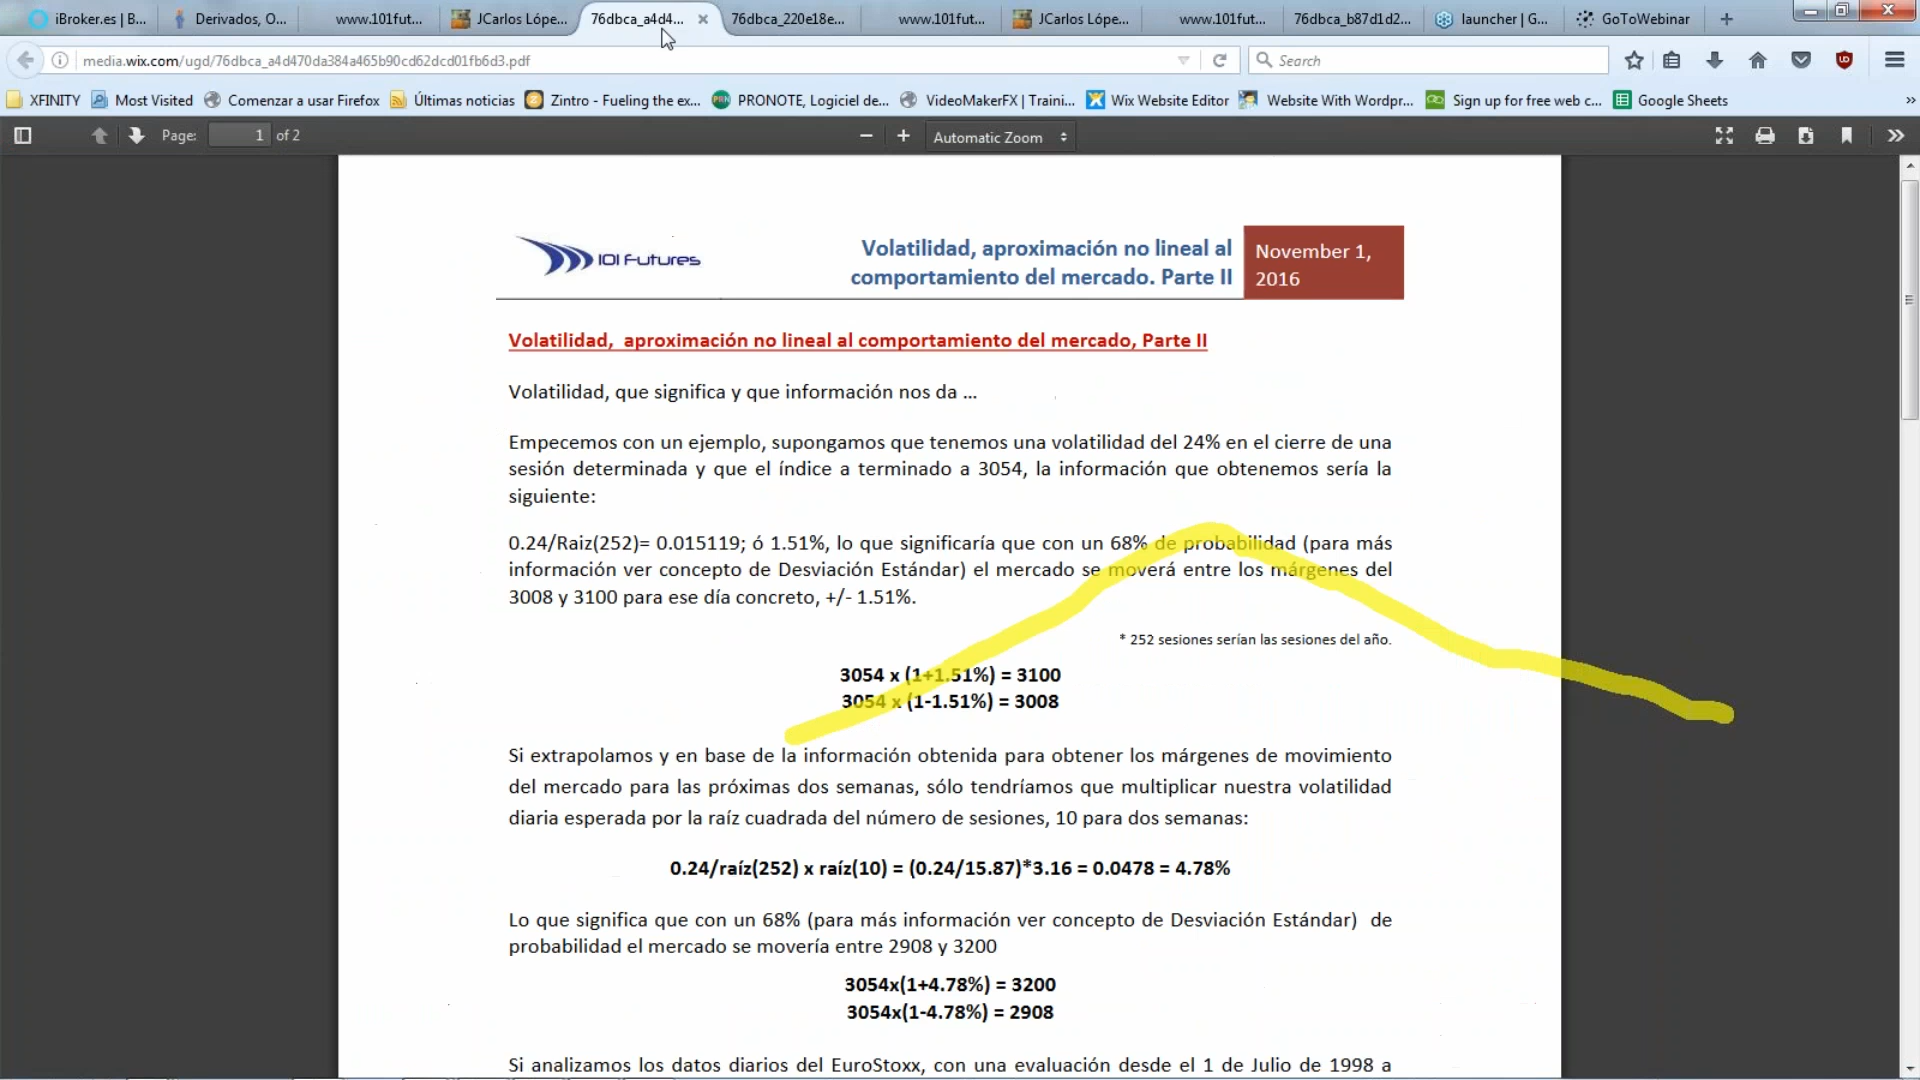 iBroker.es | B...
Derivados, O...
www.101fut...
JCarlos Lópe...
76dbca_a4d4...
76dbca_220e18e...
www.101fut...
JCarlos Lópe...
www.101fut...
76dbca_b87d1d2...
launcher | G...
GoToWebinar
media.wix.com/ugd/76dbca_a4d470da384a465b90cd62dcd01fb6d3.pdf
Search
XFINITY
Most Visited
Comenzar a usar Firefox
Últimas noticias
Zintro - Fueling the ex...
PRONOTE, Logiciel de...
VideoMakerFX | Traini...
Wix Website Editor
Website With Wordpr...
Sign up for free web c...
Google Sheets
Page: 1 of 2
Automatic Zoom
101 Futures
Volatilidad, aproximación no lineal al
comportamiento del mercado. Parte II
November 1,
2016
Volatilidad, aproximación no lineal al comportamiento del mercado, Parte II
Volatilidad, que significa y que información nos da ...
Empecemos con un ejemplo, supongamos que tenemos una volatilidad del 24% en el cierre de una
sesión determinada y que el índice a terminado a 3054, la información que obtenemos sería la
siguiente:
0.24/Raiz(252)= 0.015119; ó 1.51%, lo que significaría que con un 68% de probabilidad (para más
información ver concepto de Desviación Estándar) el mercado se moverá entre los márgenes del
3008 y 3100 para ese día concreto, +/- 1.51%.
* 252 sesiones serían las sesiones del año.
3054 x (1+1.51%) = 3100
3054 x (1-1.51%) = 3008
Si extrapolamos y en base de la información obtenida para obtener los márgenes de movimiento
del mercado para las próximas dos semanas, sólo tendríamos que multiplicar nuestra volatilidad
diaria esperada por la raíz cuadrada del número de sesiones, 10 para dos semanas:
0.24/raíz(252) x raíz(10) = (0.24/15.87)*3.16 = 0.0478 = 4.78%
Lo que significa que con un 68% (para más información ver concepto de Desviación Estándar) de
probabilidad el mercado se movería entre 2908 y 3200
3054x(1+4.78%) = 3200
3054x(1-4.78%) = 2908
Si analizamos los datos diarios del EuroStoxx, con una evaluación desde el 1 de Julio de 1998 a